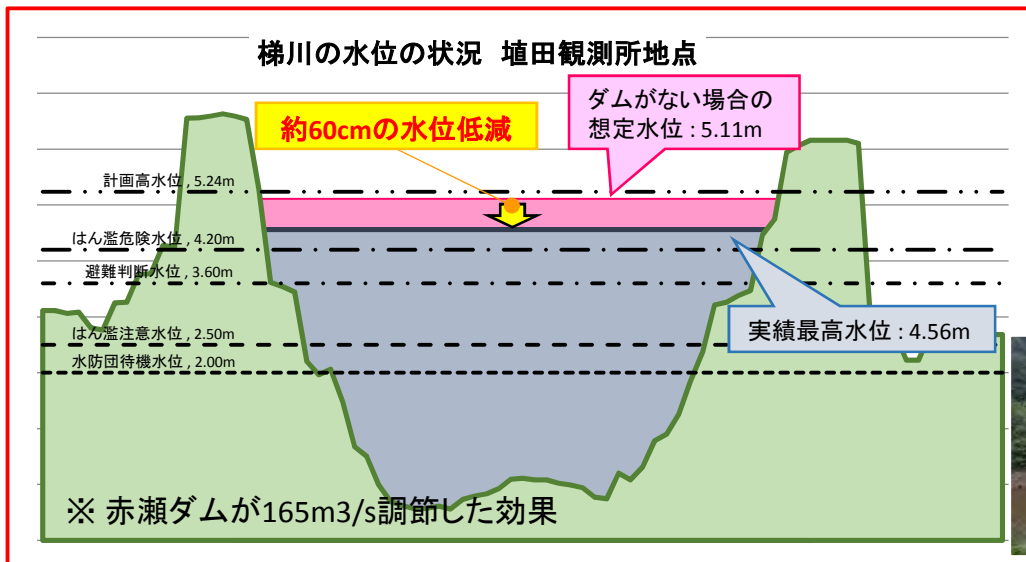 梯川の水位の状況 埴田観測所地点
ダムがない場合の
想定水位：5.11m
約60cmの水位低減
計画高水位 , 5.24m
はん濫危険水位 , 4.20m
避難判断水位 , 3.60m
実績最高水位：4.56m
はん濫注意水位 , 2.50m
水防団待機水位 , 2.00m
※ 赤瀬ダムが165m3/s調節した効果